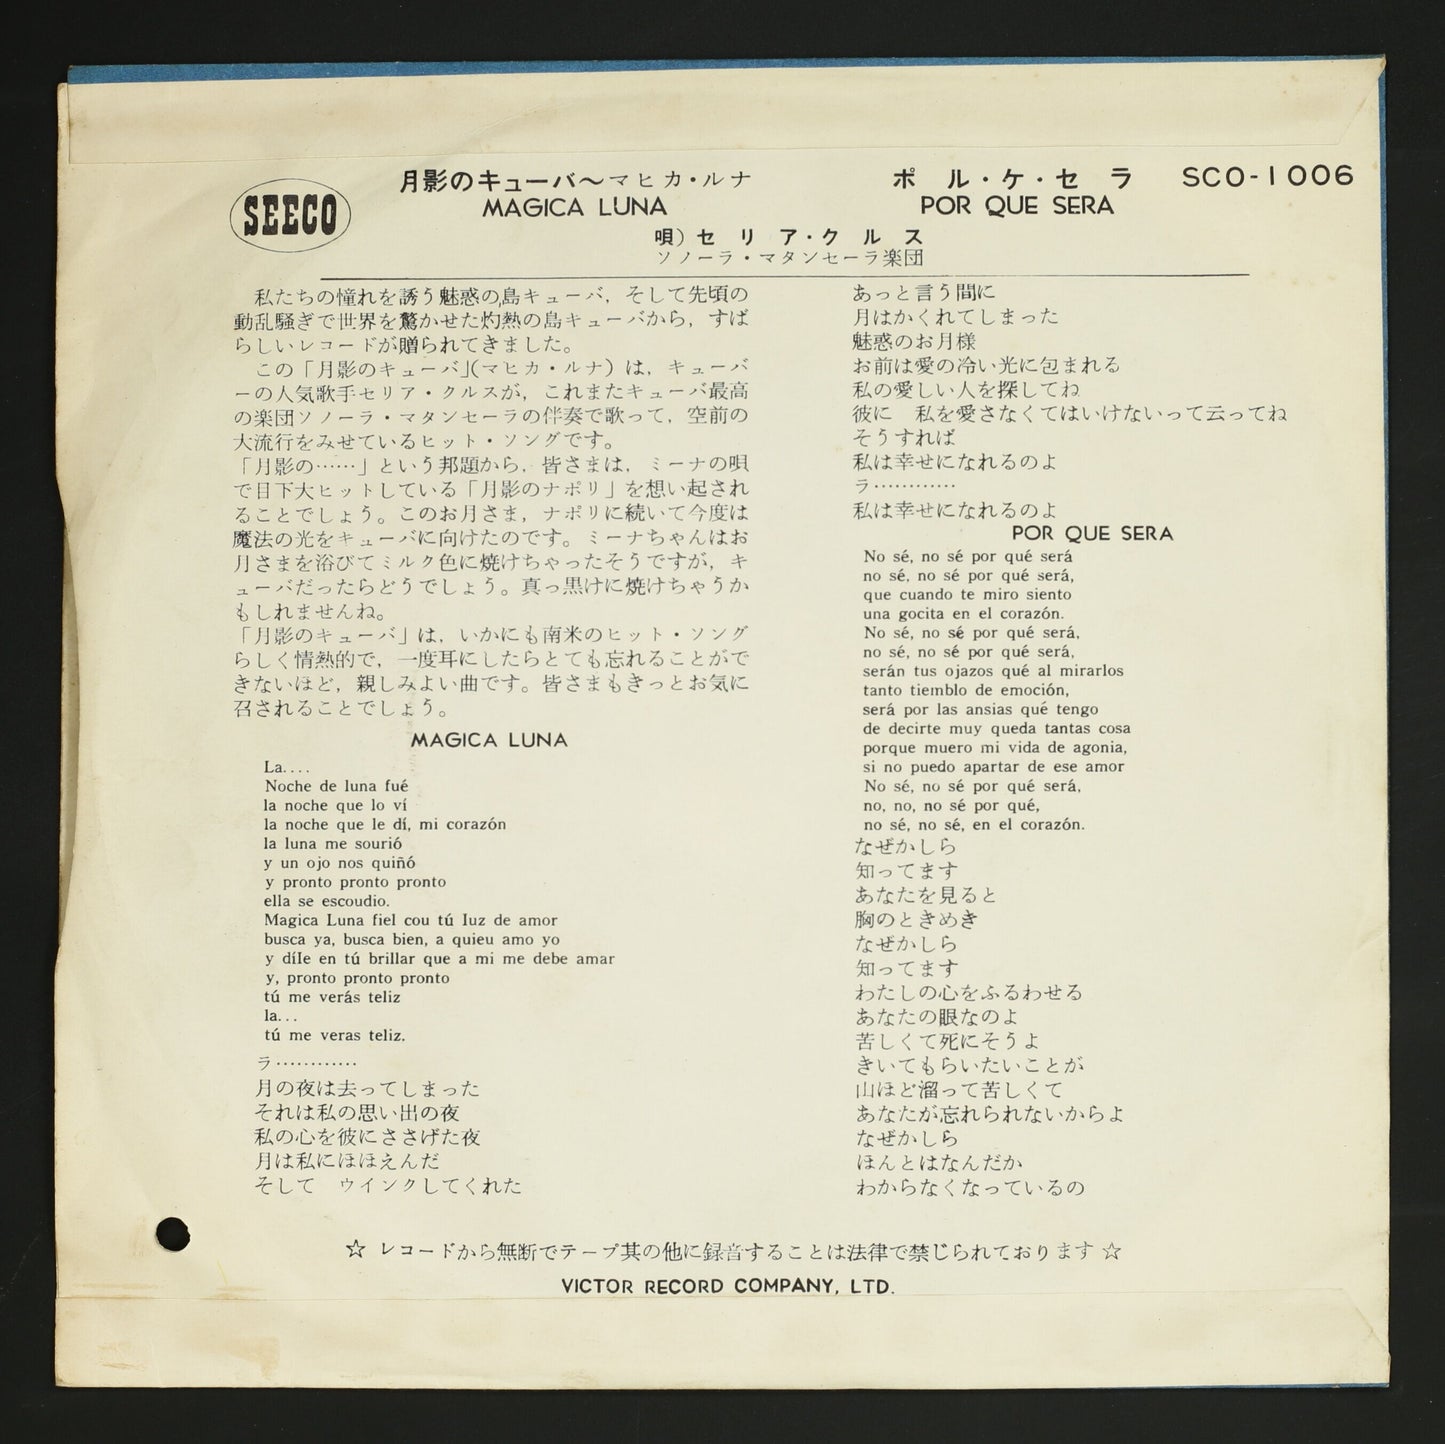 SEECO
月影のキューバ～マヒカ・ルナ
MAGICA LUNA
ポル・ケ・セラ
POR QUE SERA
SCO-1006
唄）セリア・クルス
ソノーラ・マタンセーラ楽団
私たちの憧れを誘う魅惑の島キューバ，そして先頃の
動乱騒ぎで世界を驚かせた灼熱の島キューバから，すば
らしいレコードが贈られてきました。
この「月影のキューバ」（マヒカ・ルナ）は，キューバ
ーの人気歌手セリア・クルスが，これまたキューバ最高
の楽団ソノーラ・マタンセーラの伴奏で歌って，空前の
大流行をみせているヒット・ソングです。
「月影の……」という邦題から，皆さまは，ミーナの唄
で目下大ヒットしている「月影のナポリ」を想い起され
ることでしょう。このお月さま，ナポリに続いて今度は
魔法の光をキューバに向けたのです。ミーナちゃんはお
月さまを浴びてミルク色に焼けちゃったそうですが，キ
ューバだったらどうでしょう。真っ黒けに焼けちゃうか
もしれませんね。
「月影のキューバ」は，いかにも南米のヒット・ソング
らしく情熱的で，一度耳にしたらとても忘れることがで
きないほど，親しみよい曲です。皆さまもきっとお気に
召されることでしょう。
MAGICA LUNA
La....
Noche de luna fué
la noche que lo ví
la noche que le dí, mi corazón
la luna me sourió
y un ojo nos quiñó
y pronto pronto pronto
ella se escoudio.
Magica Luna fiel cou tú Iuz de amor
busca ya, busca bien, a quieu amo yo
y díIe en tú brillar que a mi me debe amar
y, pronto pronto pronto
tú me verás teliz
la...
tú me veras teliz.
ラ…………
月の夜は去ってしまった
それは私の思い出の夜
私の心を彼にささげた夜
月は私にほほえんだ
そして　ウインクしてくれた
あっと言う間に
月はかくれてしまった
魅惑のお月様
お前は愛の冷い光に包まれる
私の愛しい人を探してね
彼に　私を愛さなくてはいけないって云ってね
そうすれば
私は幸せになれるのよ
ラ…………
私は幸せになれるのよ
POR QUE SERA
No sé, no sé por qué será
no sé, no sé por qué será,
que cuando te miro siento
una gocita en el corazón.
No sé, no sé por qué será,
no sé, no sé por qué será,
serán tus ojazos qué al mirarlos
tanto tiemblo de emoción,
será por las ansias qué tengo
de decirte muy queda tantas cosa
porque muero mi vida de agonia,
si no puedo apartar de ese amor
No sé, no sé por qué será,
no, no, no sé por qué,
no sé, no sé, en el corazón.
なぜかしら
知ってます
あなたを見ると
胸のときめき
なぜかしら
知ってます
わたしの心をふるわせる
あなたの眼なのよ
苦しくて死にそうよ
きいてもらいたいことが
山ほど溜って苦しくて
あなたが忘れられないからよ
なぜかしら
ほんとはなんだか
わからなくなっているの
☆ レコードから無断でテープ其の他に録音することは法律で禁じられております ☆
VICTOR RECORD COMPANY, LTD.